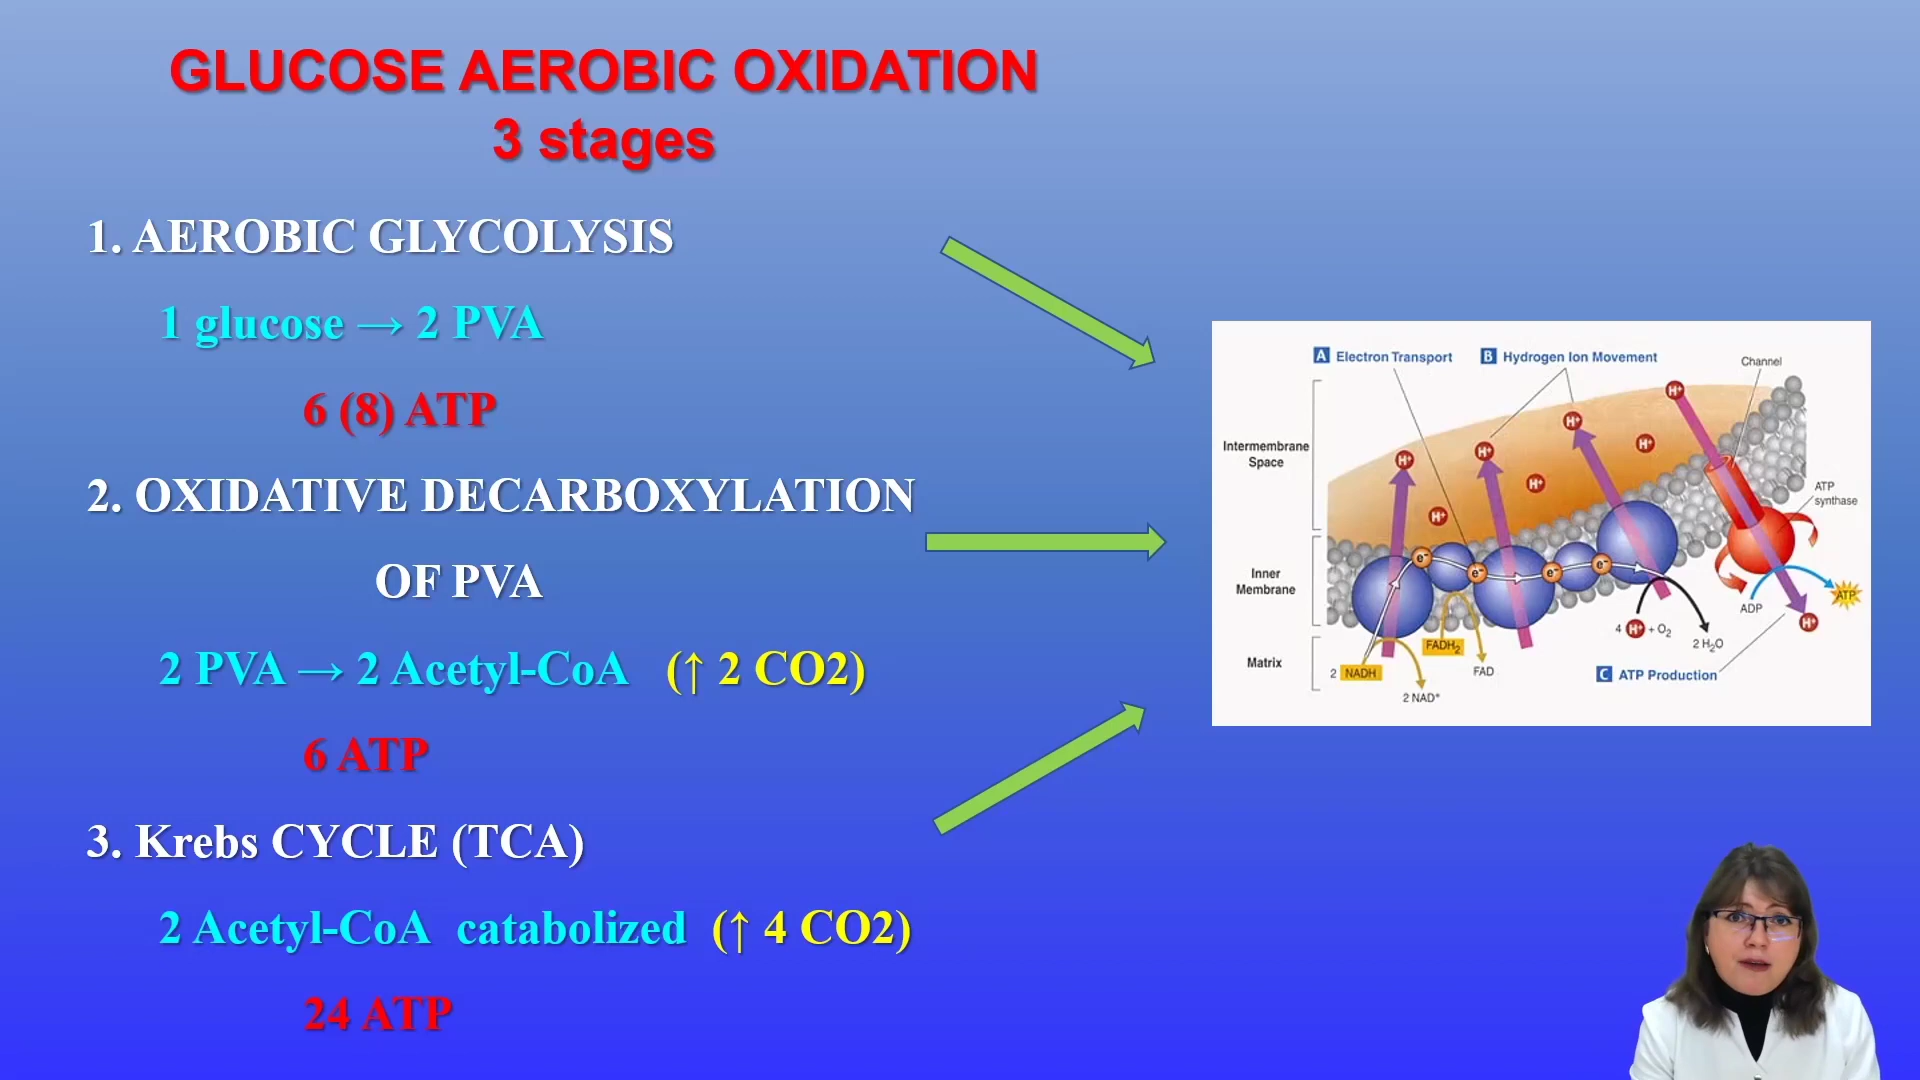 GLUCOSE AEROBIC OXIDATION
3 stages
1. AEROBIC GLYCOLYSIS
1 glucose → 2 PVA
6 (8) ATP
2. OXIDATIVE DECARBOXYLATION
OF PVA
2 PVA → 2 Acetyl-CoA (↑ 2 CO2)
6 ATP
3. Krebs CYCLE (TCA)
2 Acetyl-CoA catabolized (↑ 4 CO2)
24 ATP
A Electron Transport
B Hydrogen Ion Movement
Channel
H⁺
H⁺
H⁺
H⁺
H⁺
H⁺
H⁺
Intermembrane
Space
ATP
synthase
Inner
Membrane
e⁻
e⁻
e⁻
e⁻
ADP
ATP
H⁺
4 H⁺ + O₂
2 H₂O
FADH₂
FAD
Matrix
2 NADH
2 NAD⁺
C ATP Production